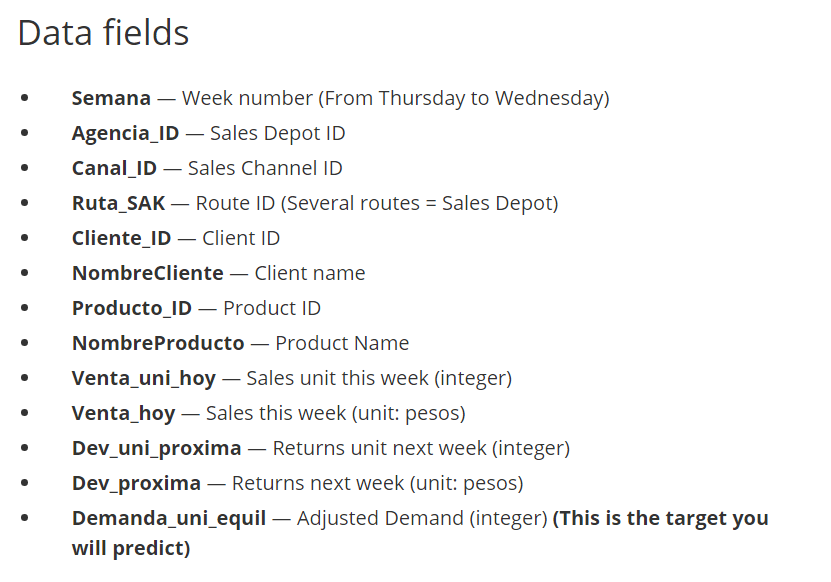 Data fields
• Semana — Week number (From Thursday to Wednesday)
• Agencia_ID — Sales Depot ID
• Canal_ID — Sales Channel ID
• Ruta_SAK — Route ID (Several routes = Sales Depot)
• Cliente_ID — Client ID
• NombreCliente — Client name
• Producto_ID — Product ID
• NombreProducto — Product Name
• Venta_uni_hoy — Sales unit this week (integer)
• Venta_hoy — Sales this week (unit: pesos)
• Dev_uni_proxima — Returns unit next week (integer)
• Dev_proxima — Returns next week (unit: pesos)
• Demanda_uni_equil — Adjusted Demand (integer) (This is the target you
will predict)